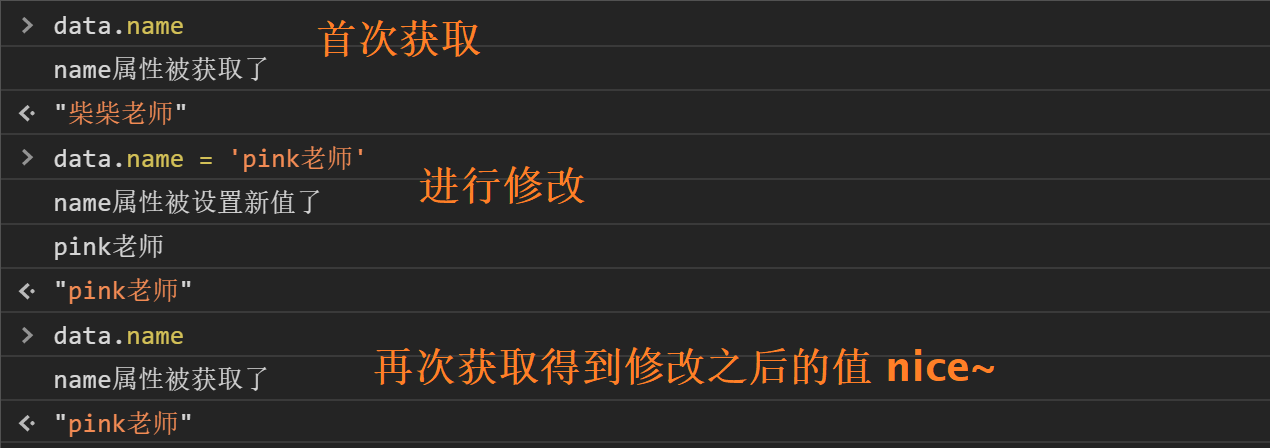 > data.name
首次获取
name属性被获取了
"柴柴老师"
> data.name = 'pink老师'
进行修改
name属性被设置新值了
pink老师
"pink老师"
> data.name
再次获取得到修改之后的值 nice~
name属性被获取了
"pink老师"